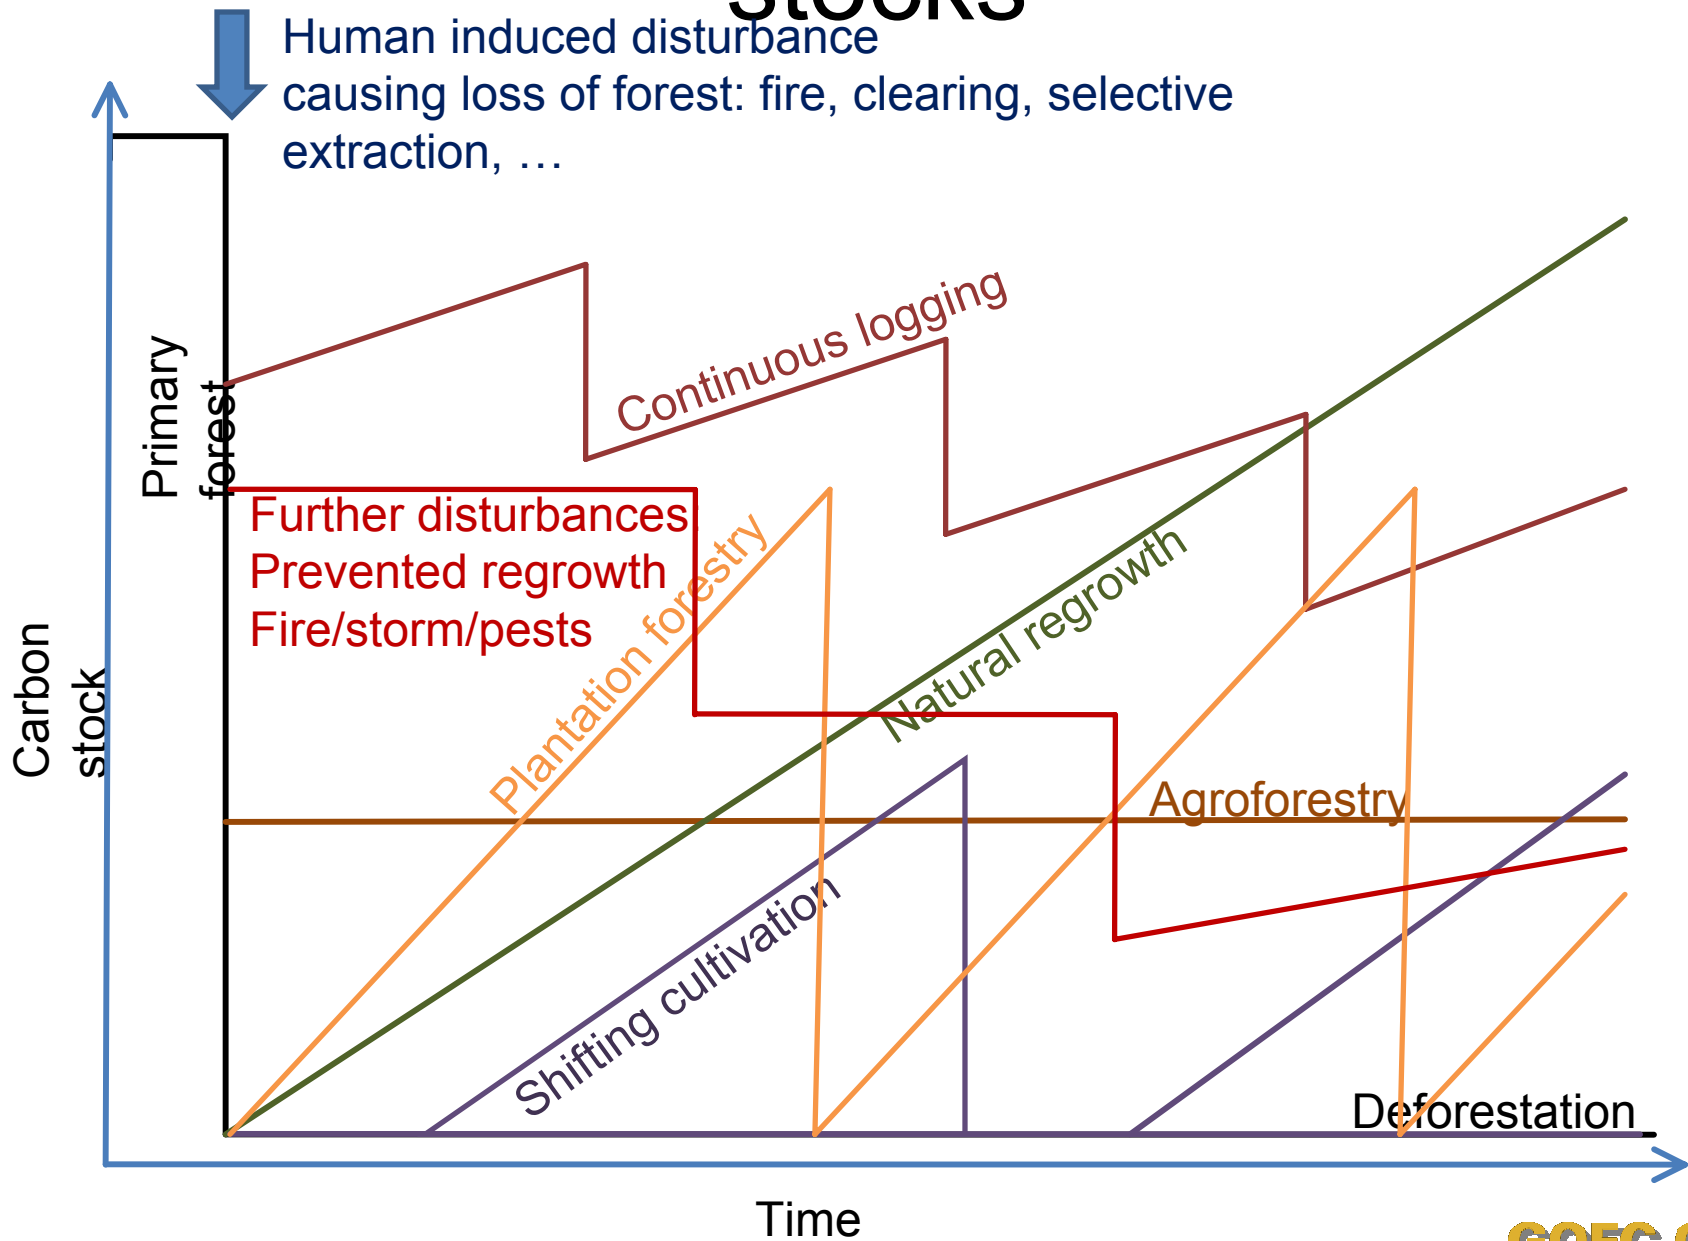 stocks
Human induced disturbance
causing loss of forest: fire, clearing, selective
extraction, …
Primary
forest
Continuous logging
Further disturbances
Prevented regrowth
Fire/storm/pests
Plantation forestry
Natural regrowth
Carbon
stock
Agroforestry
Shifting cultivation
Deforestation
Time